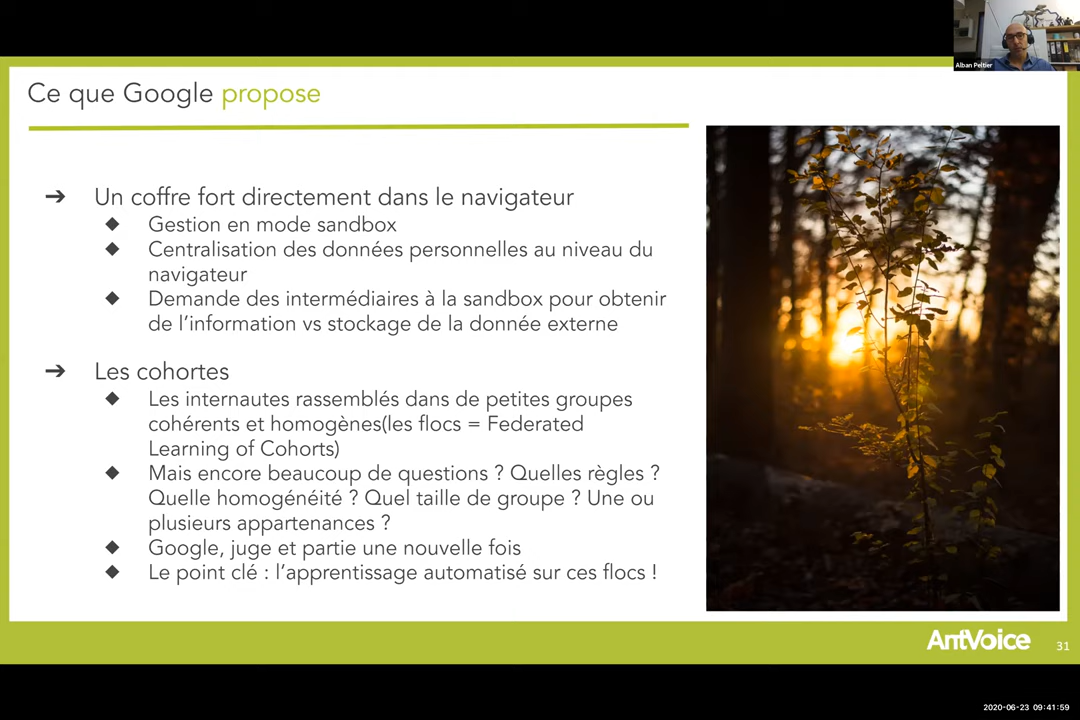 Alban Peltier
Ce que Google propose
➔ Un coffre fort directement dans le navigateur
◆ Gestion en mode sandbox
◆ Centralisation des données personnelles au niveau du
navigateur
◆ Demande des intermédiaires à la sandbox pour obtenir
de l’information vs stockage de la donnée externe
➔ Les cohortes
◆ Les internautes rassemblés dans de petites groupes
cohérents et homogènes(les flocs = Federated
Learning of Cohorts)
◆ Mais encore beaucoup de questions ? Quelles règles ?
Quelle homogénéité ? Quel taille de groupe ? Une ou
plusieurs appartenances ?
◆ Google, juge et partie une nouvelle fois
◆ Le point clé : l’apprentissage automatisé sur ces flocs !
AntVoice
31
2020-06-23 09:41:59